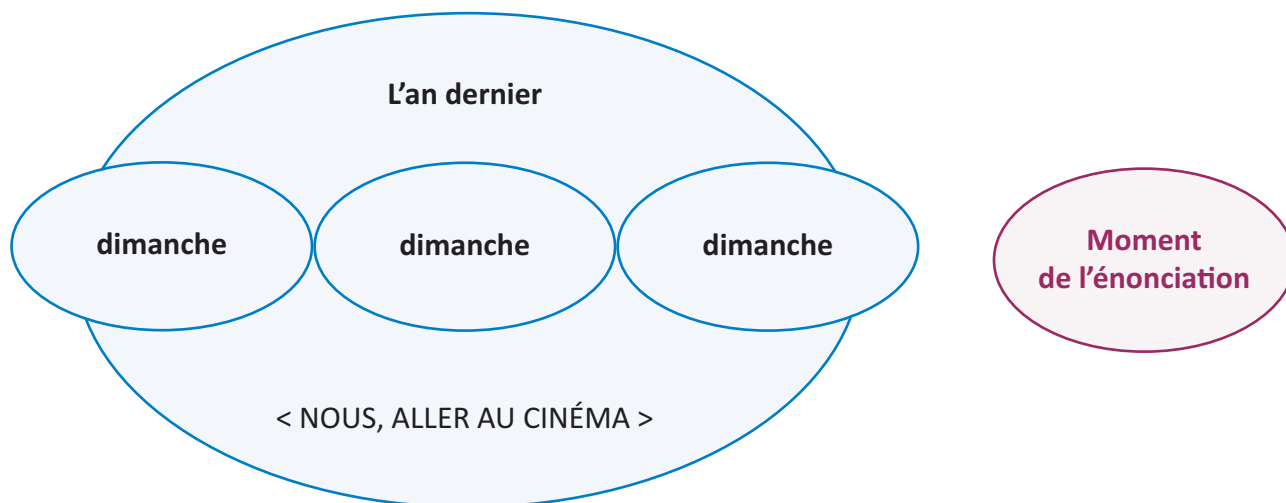 L’an dernier
dimanche
dimanche
dimanche
Moment
de l’énonciation
< NOUS, ALLER AU CINÉMA >